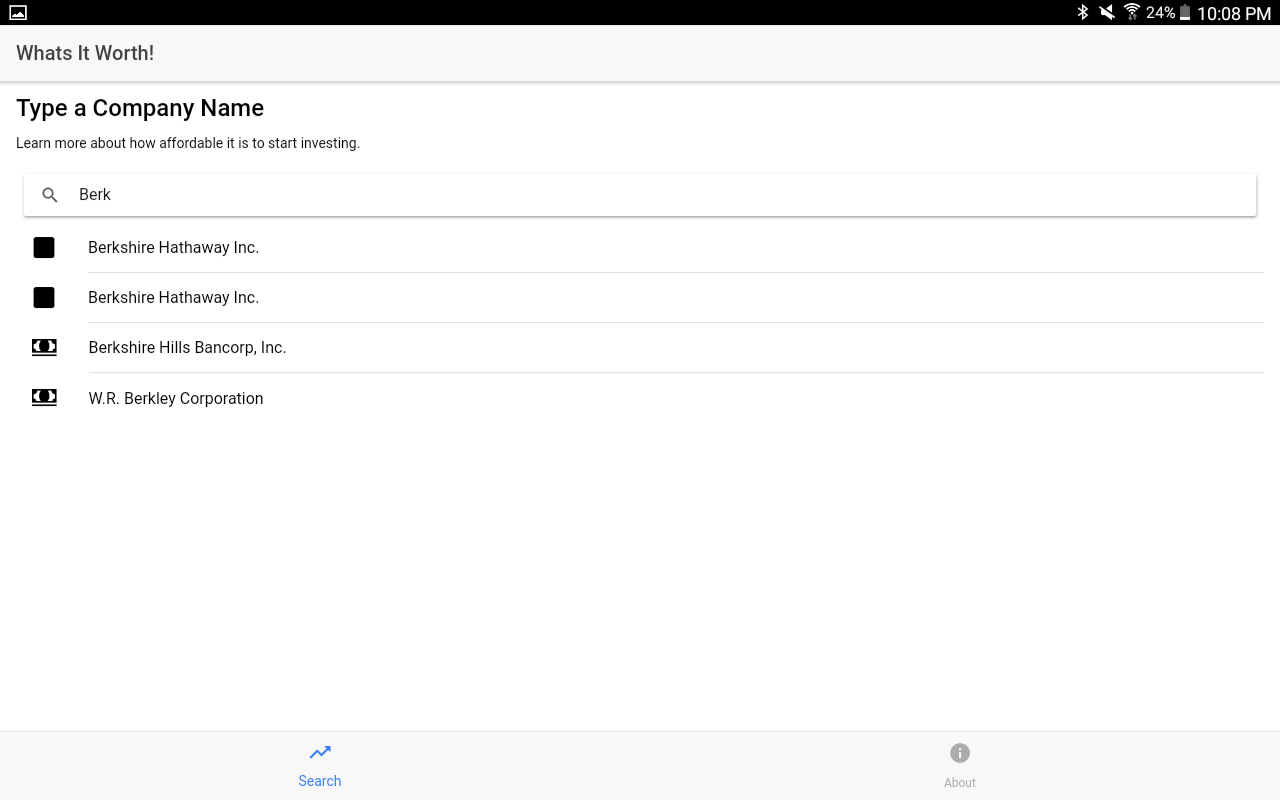 24% 10:08 PM
Whats It Worth!
Type a Company Name
Learn more about how affordable it is to start investing.
Berk
Berkshire Hathaway Inc.
Berkshire Hathaway Inc.
Berkshire Hills Bancorp, Inc.
W.R. Berkley Corporation
Search
About